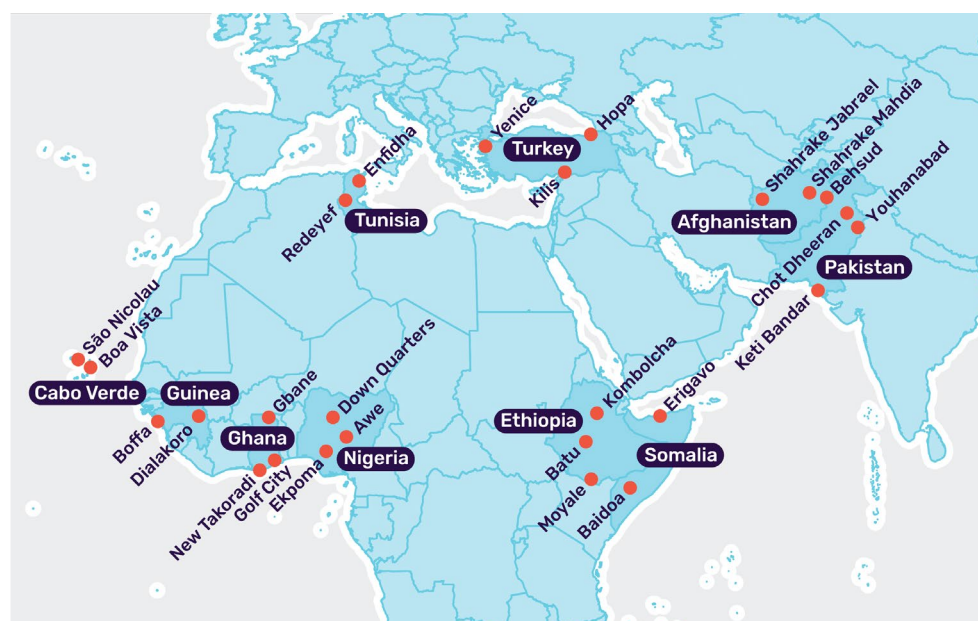 Yenice
Hopa
Turkey
Kilis
Enfidha
Redeyef
Tunisia
Shahrake Jabrael
Shahrake Mahdia
Behsud
Afghanistan
Youhanabad
Chot Dheeran
Pakistan
Keti Bandar
São Nicolau
Boa Vista
Cabo Verde
Guinea
Boffa
Dialakoro
Gbane
Ghana
New Takoradi
Golf City
Down Quarters
Awe
Ekpoma
Nigeria
Kombolcha
Ethiopia
Batu
Moyale
Erigavo
Somalia
Baidoa